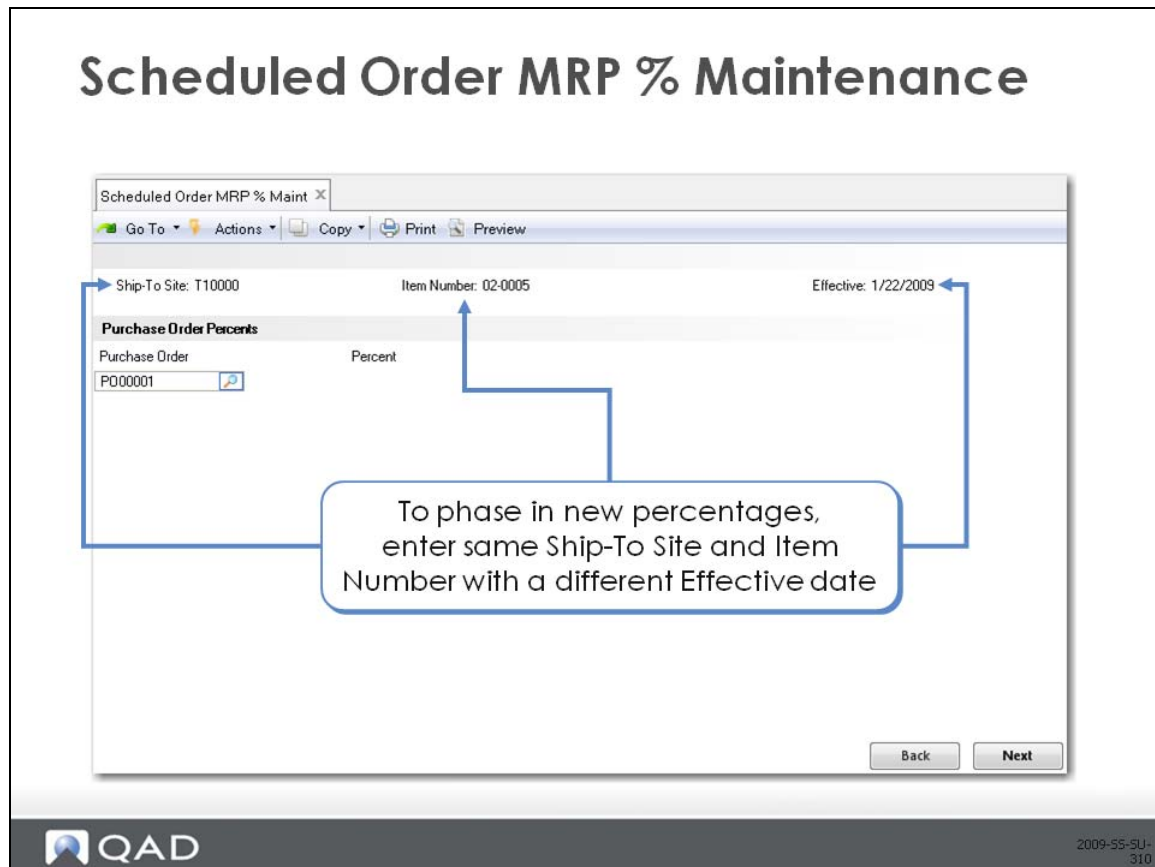 Scheduled Order MRP % Maintenance
Scheduled Order MRP % Maint
Go To Actions Copy Print Preview
Ship-To Site: T10000 Item Number: 02-0005 Effective: 1/22/2009
Purchase Order Percents
Purchase Order Percent
PO00001
To phase in new percentages,
enter same Ship-To Site and Item
Number with a different Effective date
Back Next
QAD
2009-SS-SU-
310